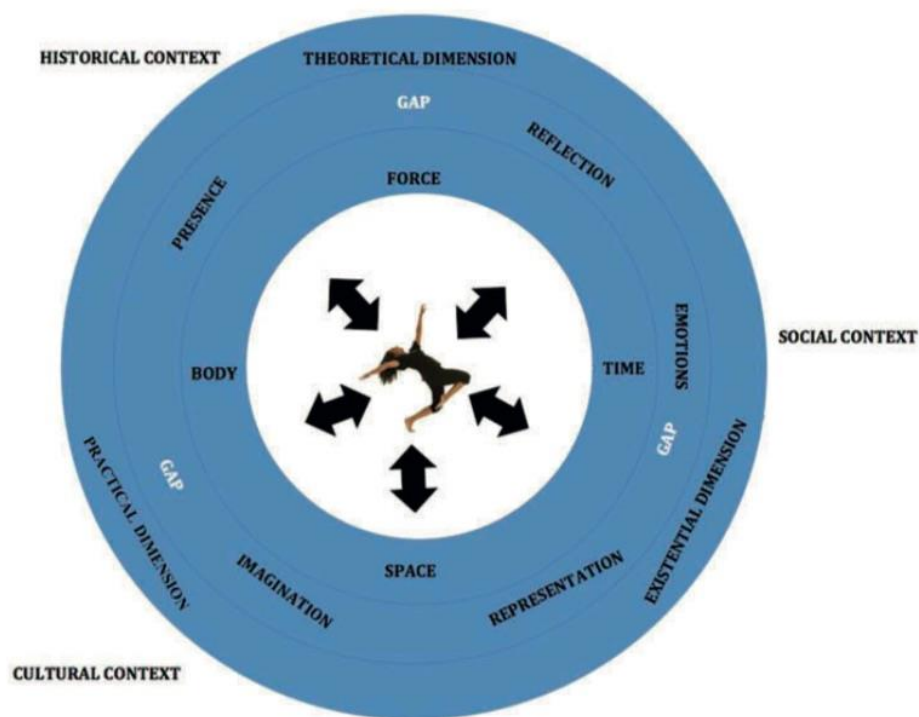 HISTORICAL CONTEXT
THEORETICAL DIMENSION
GAP
REFLECTION
PRESENCE
FORCE
EMOTIONS
SOCIAL CONTEXT
BODY
TIME
GAP
GAP
PRACTICAL DIMENSION
EXISTENTIAL DIMENSION
IMAGINATION
SPACE
REPRESENTATION
CULTURAL CONTEXT